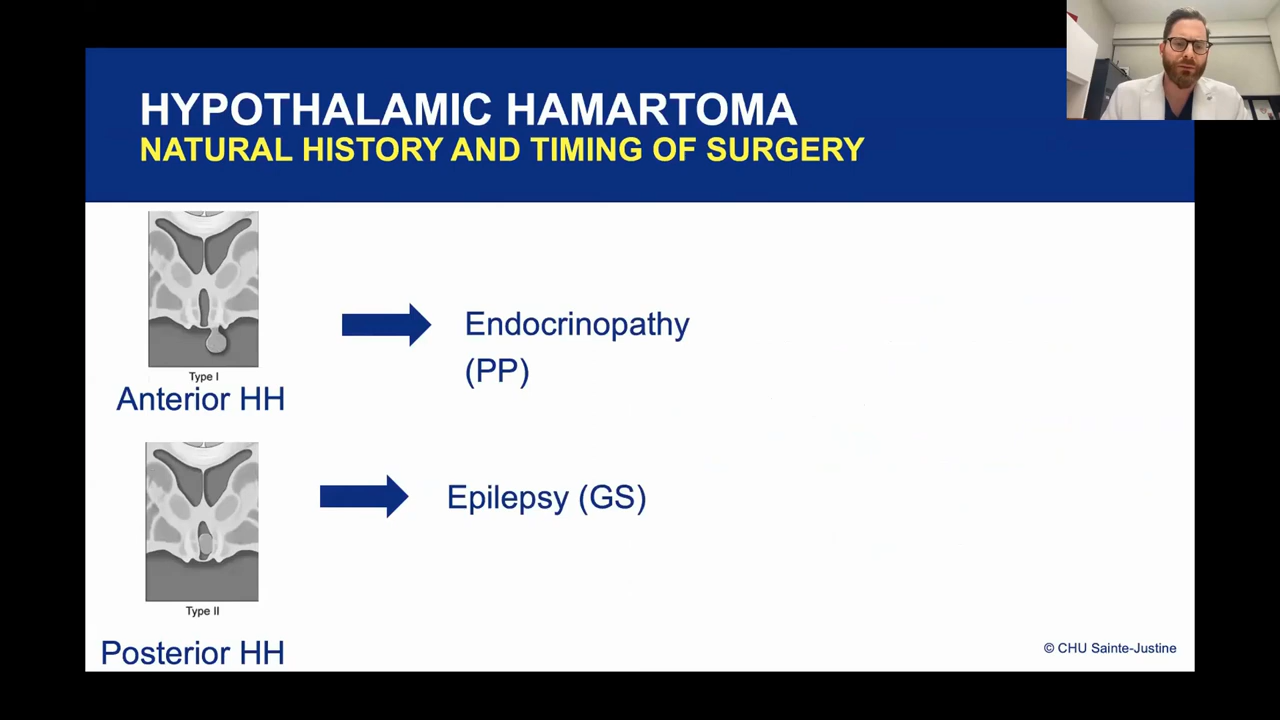 HYPOTHALAMIC HAMARTOMA
NATURAL HISTORY AND TIMING OF SURGERY
Type I
Anterior HH
Endocrinopathy
(PP)
Type II
Posterior HH
Epilepsy (GS)
© CHU Sainte-Justine